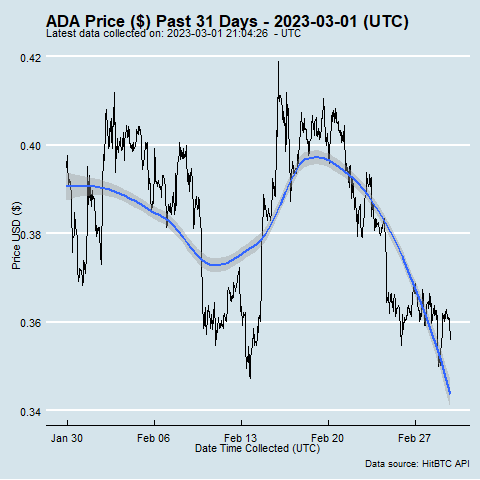 ADA Price ($) Past 31 Days - 2023-03-01 (UTC)
Latest data collected on: 2023-03-01 21:04:26 - UTC
0.42
0.40
0.38
0.36
0.34
Price USD ($)
Jan 30 Feb 06 Feb 13 Feb 20 Feb 27
Date Time Collected (UTC)
Data source: HitBTC API